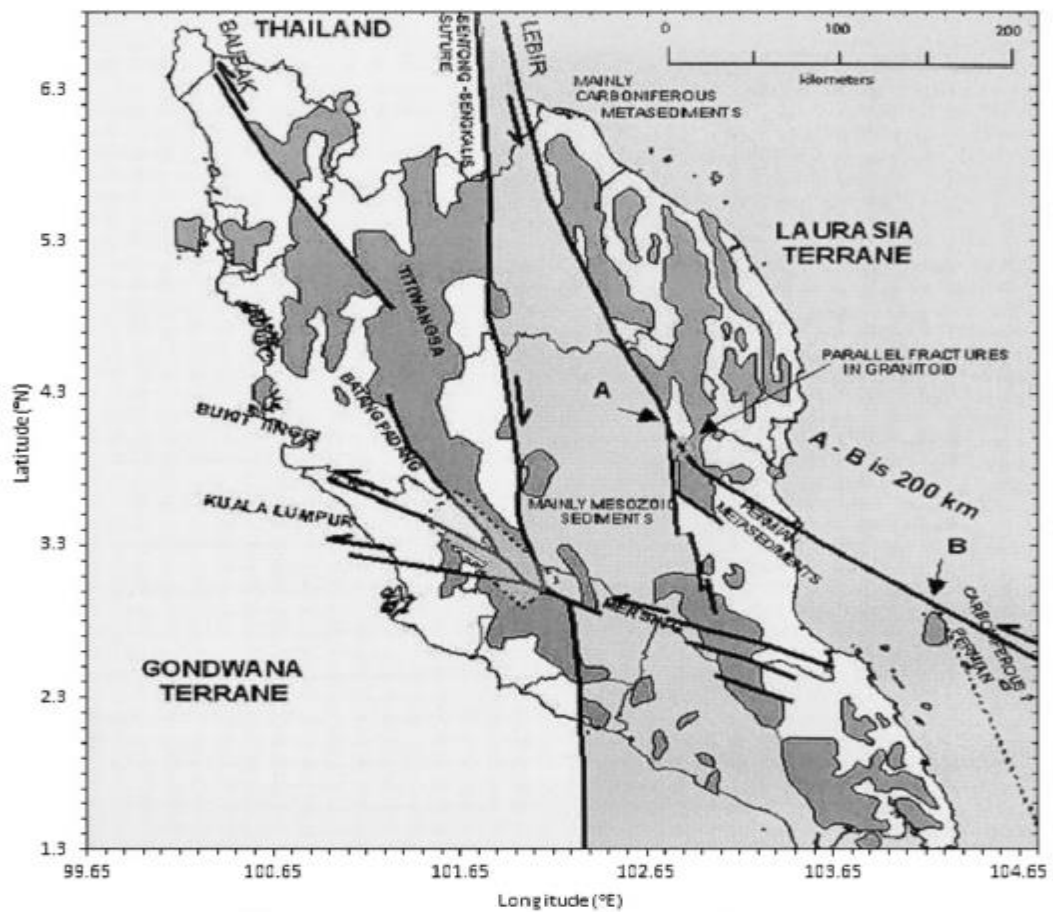 THAILAND
BAUBAK
BENTONG -BENGKALIS
SUTURE
LEBIR
0 100 200
kilometers
MAINLY
CARBONIFEROUS
METASEDIMENTS
LAURASIA
TERRANE
TITIWANGSA
PARALLEL FRACTURES
IN GRANITOID
A
BATANG PADANG
BUKIT TINGGI
A - B is 200 km
KUALA LUMPUR
MAINLY MESOZOIC
SEDIMENTS
PERMIAN
METASEDIMENTS
B
MERSING
CARBONIFEROUS
PERMIAN
GONDWANA
TERRANE
6.3
5.3
4.3
3.3
2.3
1.3
Latitude(°N)
99.65 100.65 101.65 102.65 103.65 104.65
Longitude(°E)